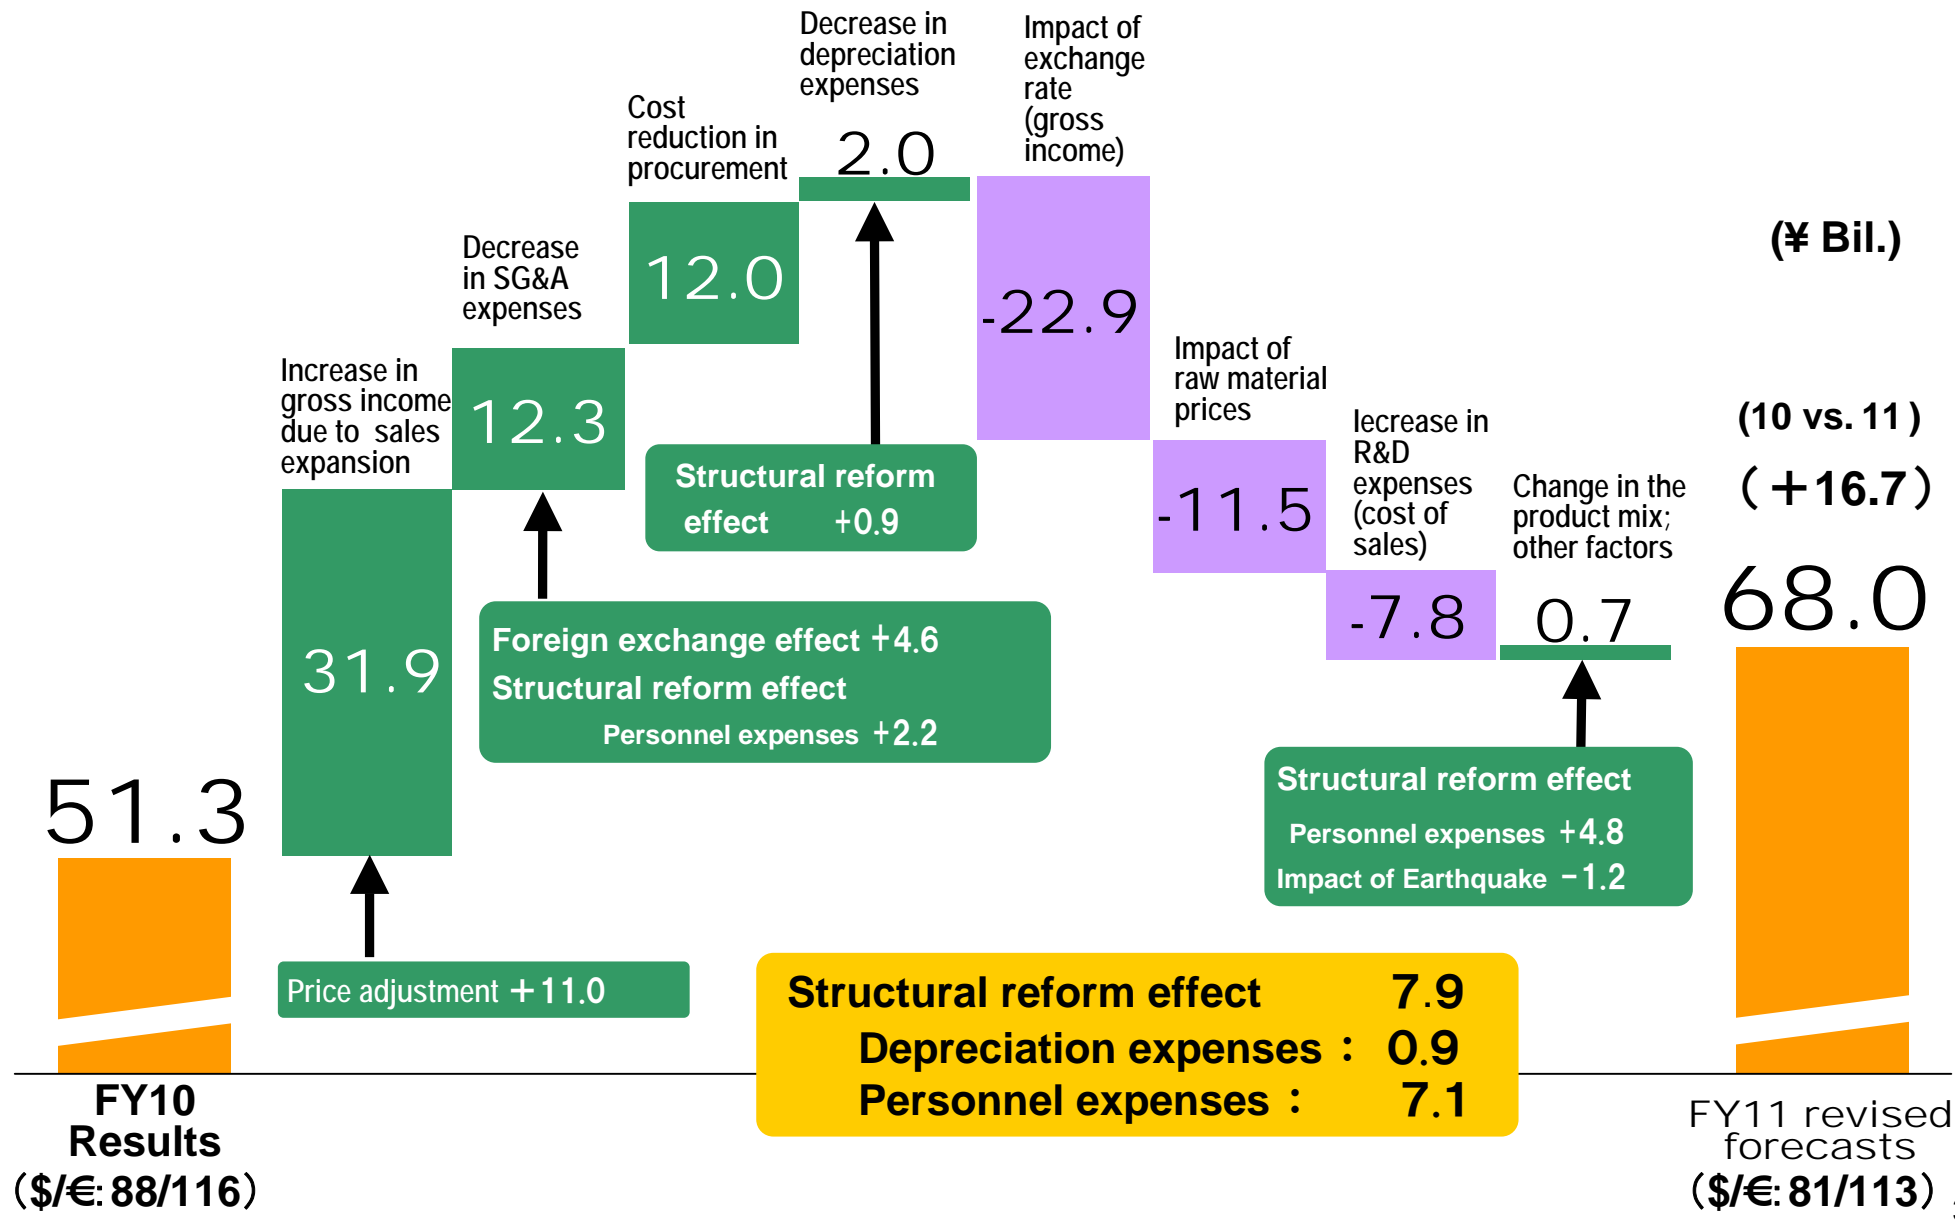 Decrease in
depreciation
expenses
2.0
Impact of
exchange
rate
(gross
income)
-22.9
Cost
reduction in
procurement
12.0
Decrease
in SG&A
expenses
12.3
Increase in
gross income
due to sales
expansion
31.9
(¥ Bil.)
Impact of
raw material
prices
-11.5
Iecrease in
R&D
expenses
(cost of
sales)
-7.8
Change in the
product mix;
other factors
0.7
(10 vs. 11)
(+16.7)
68.0
Structural reform
effect +0.9
Foreign exchange effect +4.6
Structural reform effect
Personnel expenses +2.2
51.3
Structural reform effect
Personnel expenses +4.8
Impact of Earthquake -1.2
Price adjustment +11.0
Structural reform effect 7.9
Depreciation expenses : 0.9
Personnel expenses : 7.1
FY10
Results
($/€: 88/116)
FY11 revised
forecasts
($/€: 81/113)